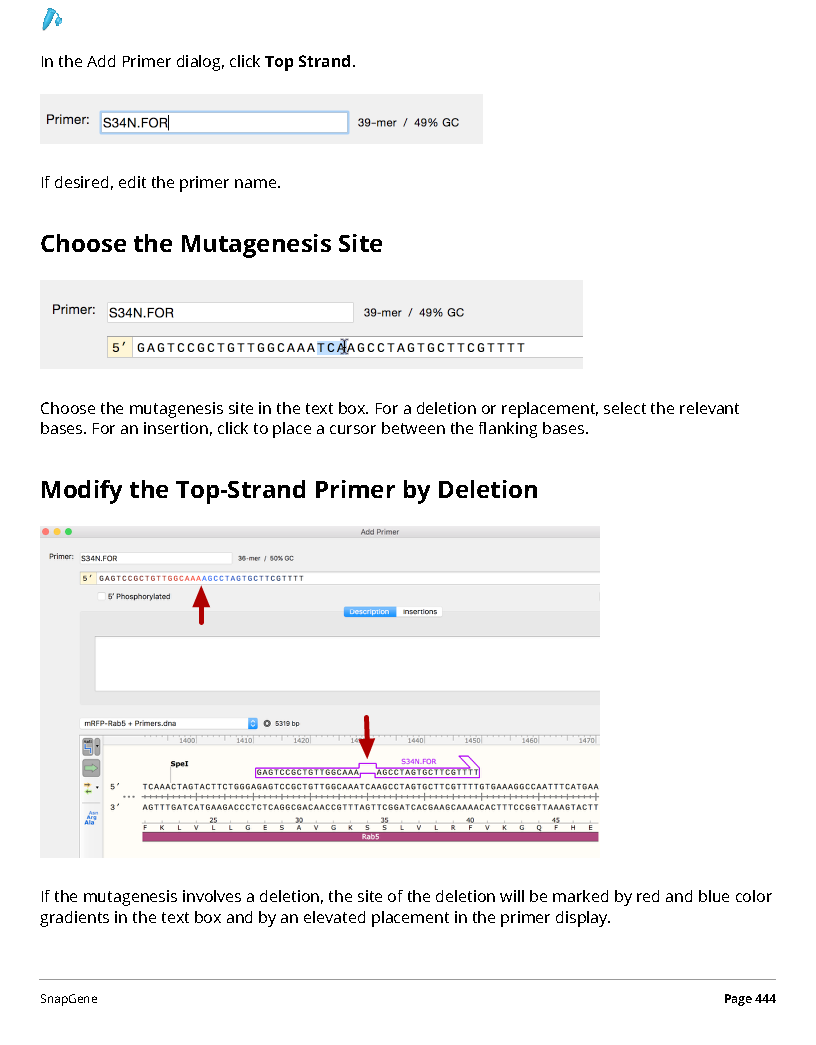 In the Add Primer dialog, click Top Strand.
Primer: S34N.FOR 39-mer / 49% GC
If desired, edit the primer name.
Choose the Mutagenesis Site
Primer: S34N.FOR 39-mer / 49% GC
5′ GAGTCCGCTGTTGGCAAATCAAGCCTAGTGCTTCGTTTT
Choose the mutagenesis site in the text box. For a deletion or replacement, select the relevant
bases. For an insertion, click to place a cursor between the flanking bases.
Modify the Top-Strand Primer by Deletion
Add Primer
Primer: S34N.FOR 36-mer / 50% GC
5′ GAGTCCGCTGTTGGCAAAAGCCTAGTGCTTCGTTTT
5′ Phosphorylated
Description Insertions
mRFP-Rab5 + Primers.dna 5319 bp
1400 1410 1420 1440 1450 1460 1470
SpeI S34N.FOR
GAGTCCGCTGTTGGCAAA AGCCTAGTGCTTCGTTTT
5′ TCAAACTAGTACTTCTGGGAGAGTCCGCTGTTGGCAAATCAAGCCTAGTGCTTCGTTTTGTGAAAGGCCAATTTCATGAA
3′ AGTTTGATCATGAAGACCCTCTCAGGCGACAACCGTTTAGTTCGGATCACGAAGCAAAACACTTTCCGGTTAAAGTACTT
Asn
Arg
Ala
25 30 35 40 45
F K L V L L G E S A V G K S S L V L R F V K G Q F H E
Rab5
If the mutagenesis involves a deletion, the site of the deletion will be marked by red and blue color
gradients in the text box and by an elevated placement in the primer display.
SnapGene Page 444